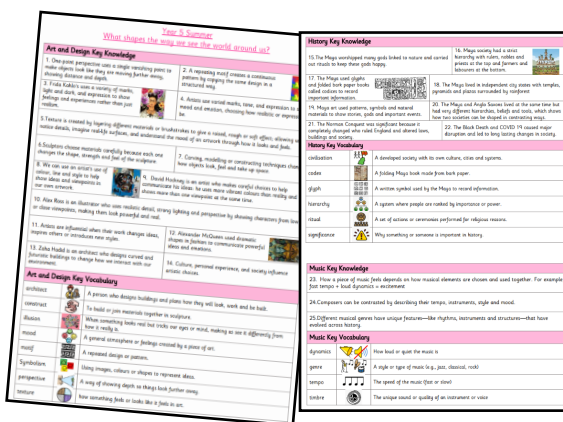 Year 5 Summer
What shapes the way we see the world around us?
Art and Design Key Knowledge
1. One-point perspective uses a single vanishing point to
make objects look like they are moving further away,
showing distance and depth.
2. A repeated motif creates a continuous
pattern by copying the same design in a
structured way.
3. Frida Kahlo's uses a variety of marks,
light and dark, and expression to show
feelings and experiences rather than just
realism.
4. Artists use varied marks, tone, and expression to
mood and emotion, choosing how realistic or
be.
5.Texture is created by layering different materials or brushstrokes to give a raised, rough or soft effect, allowing
notice details, imagine real-life surfaces, and understand the mood of an artwork through how it looks and feels.
6.Sculptors choose materials carefully because each one
changes the shape, strength and feel of the sculpture
7. Carving, modelling or constructing techniques
how objects look, feel and take up space.
8. We can use an artist's use of
colour, line and style to help
show ideas and viewpoints in
our own artwork.
9. David Hockney is an artist who makes careful choices to help
communicate his ideas: he uses more vibrant colours than reality and
shows more than one viewpoints at the same time.
10. Alex Ross is an illustrator who uses realistic detail, strong lighting and perspective by showing characters from
or close viewpoints, making them look powerful and real.
11. Artists are influential when their work changes ideas,
inspires others or introduces new styles.
12. Alexander McQueen used dramatic
shapes in fashion to communicate powerful
ideas and emotions.
13. Zaha Hadid is an architect who designs curved and
futuristic buildings to change how we interact with our
environment.
14. Culture, personal experience, and society influence
artistic choices.
Art and Design Key Vocabulary
architect A person who designs buildings and plans how they will look, work and be built.
construct To build or join materials together in sculpture.
illusion When something looks real but tricks our eyes or mind, making us see it differently from
how it really is.
mood A general atmosphere or feelings created by a piece of art.
motif A repeated design or pattern.
Symbolism Using images, colours or shapes to represent ideas.
perspective A way of showing depth so things look further away.
texture how something feels or looks like it feels in art.
History Key Knowledge
15.The Maya worshipped many gods linked to nature and carried
out rituals to keep these gods happy.
16. Maya society had a strict
hierarchy with rulers, nobles and
priests at the top and farmers and
labourers at the bottom.
17. The Maya used glyphs
and folded bark paper books
called codices to record
important information.
18. The Maya lived in independent city states with temples,
pyramids and plazas surrounded by rainforest.
19. Maya art used patterns, symbols and natural
materials to show stories, gods and important events.
20. The Maya and Anglo Saxons lived at the same time but
had very different hierarchies, beliefs and tools, which shows
how two societies can be shaped in contrasting ways.
21. The Norman Conquest was significant because it
completely changed who ruled England and altered laws,
buildings and society.
22. The Black Death and COVID 19 caused major
disruption and led to long lasting changes in society.
History Key Vocabulary
civilisation A developed society with its own culture, cities and systems.
codex A folding Maya book made from bark paper.
glyph A written symbol used by the Maya to record information.
hierarchy A system where people are ranked by importance or power.
ritual A set of actions or ceremonies performed for religious reasons.
significance Why something or someone is important in history.
Music Key Knowledge
23. How a piece of music feels depends on how musical elements are chosen and used together. For example
fast tempo + loud dynamics = excitement
24.Composers can be contrasted by describing their tempo, instruments, style and mood.
25.Different musical genres have unique features—like rhythms, instruments and structures—that have
evolved across history.
Music Key Vocabulary
dynamics How loud or quiet the music is
genre A style or type of music (e.g., jazz, classical, rock)
tempo The speed of the music (fast or slow)
timbre The unique sound or quality of an instrument or voice